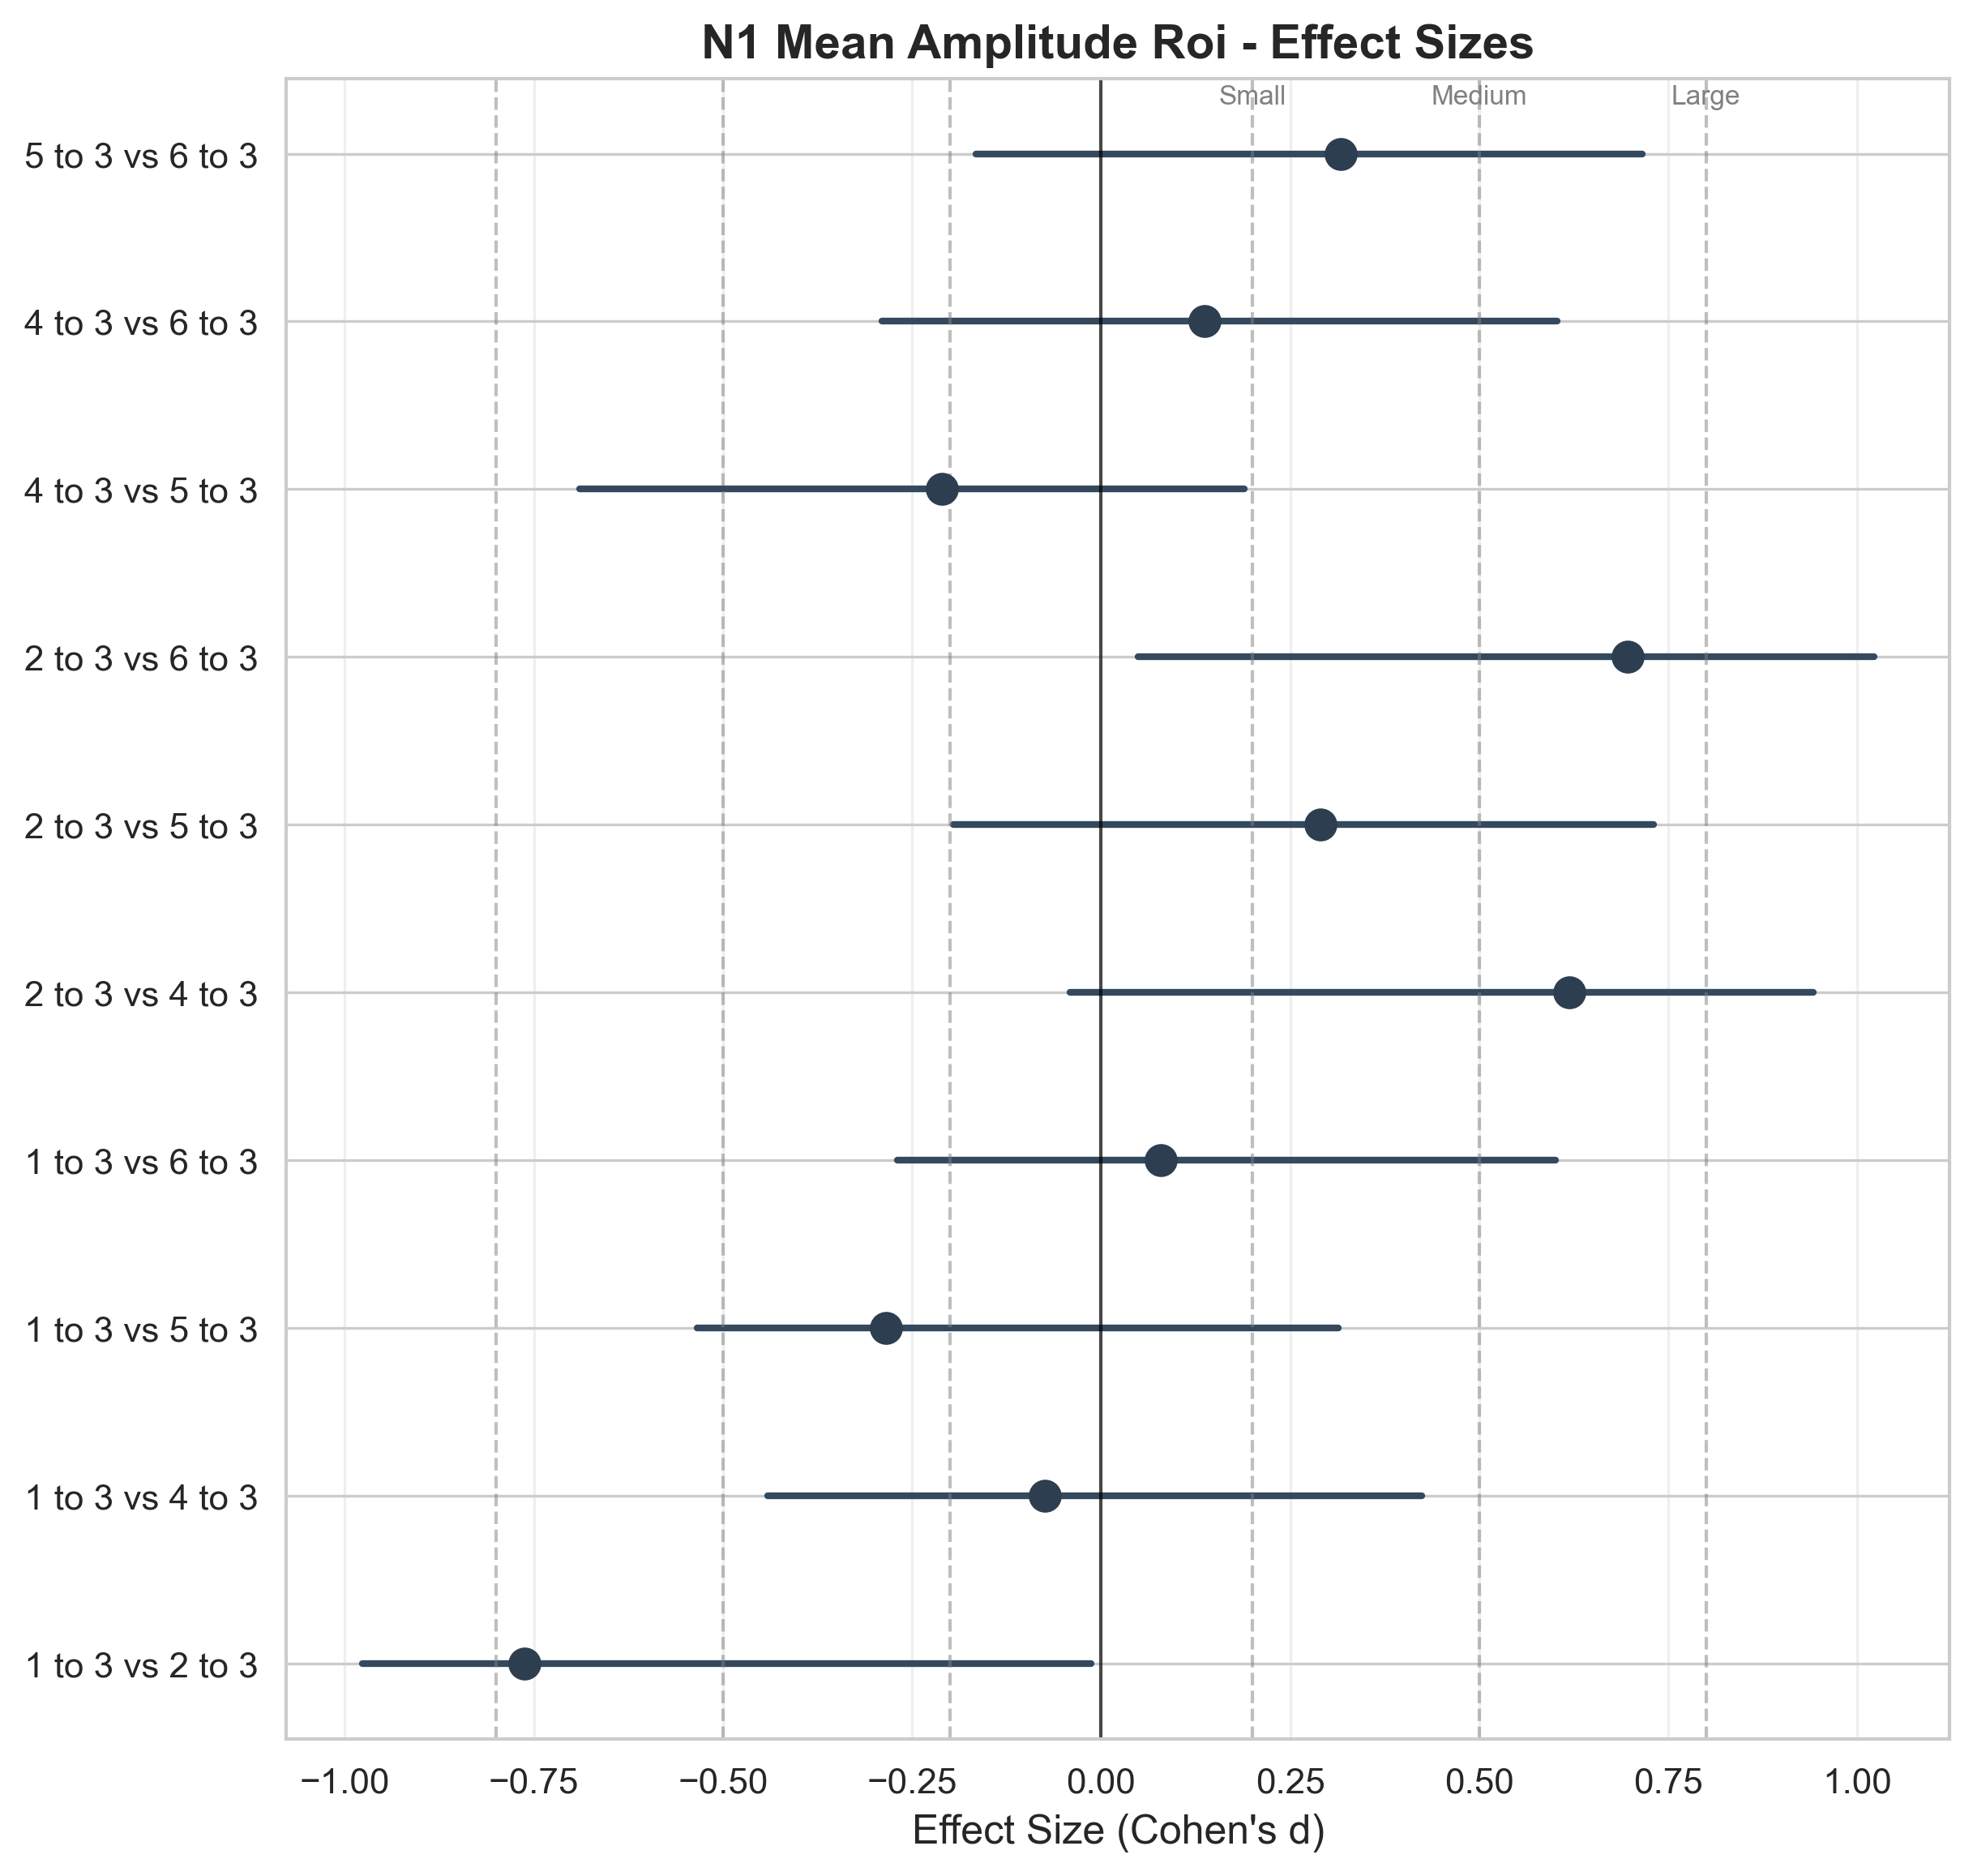 N1 Mean Amplitude Roi - Effect Sizes
Small Medium Large
5 to 3 vs 6 to 3
4 to 3 vs 6 to 3
4 to 3 vs 5 to 3
2 to 3 vs 6 to 3
2 to 3 vs 5 to 3
2 to 3 vs 4 to 3
1 to 3 vs 6 to 3
1 to 3 vs 5 to 3
1 to 3 vs 4 to 3
1 to 3 vs 2 to 3
−1.00 −0.75 −0.50 −0.25 0.00 0.25 0.50 0.75 1.00
Effect Size (Cohen's d)